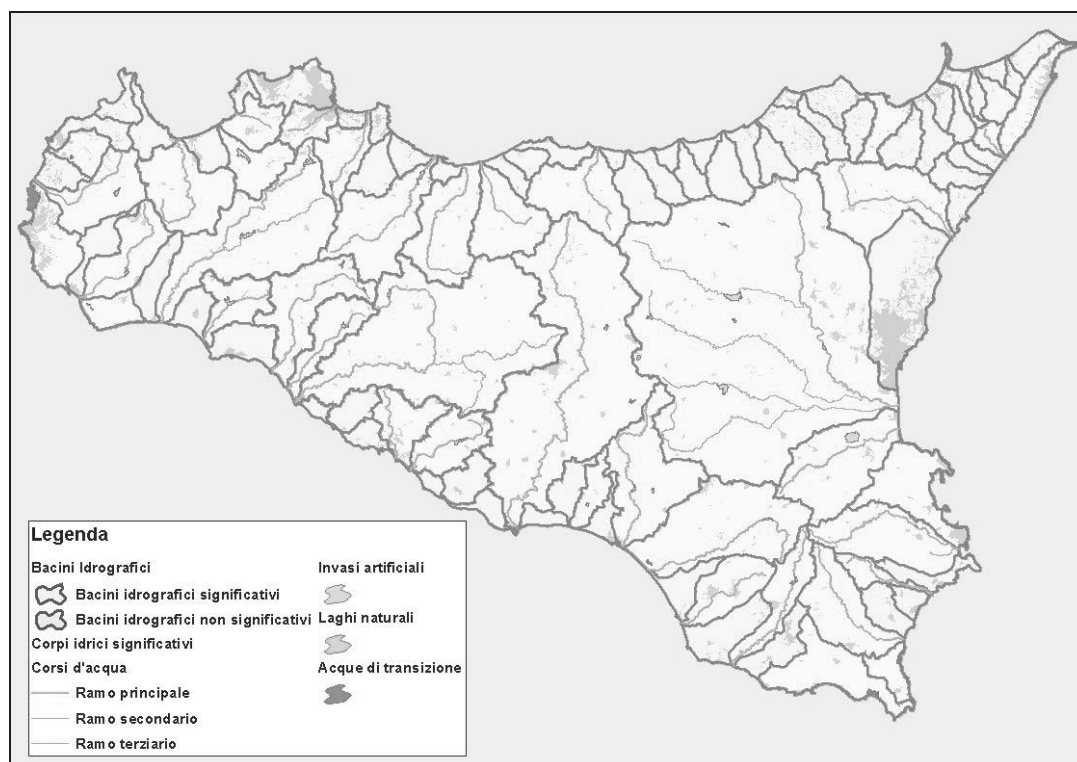 Legenda
Bacini Idrografici
Bacini idrografici significativi
Bacini idrografici non significativi
Corpi idrici significativi
Corsi d'acqua
Ramo principale
Ramo secondario
Ramo terziario
Invasi artificiali
Laghi naturali
Acque di transizione